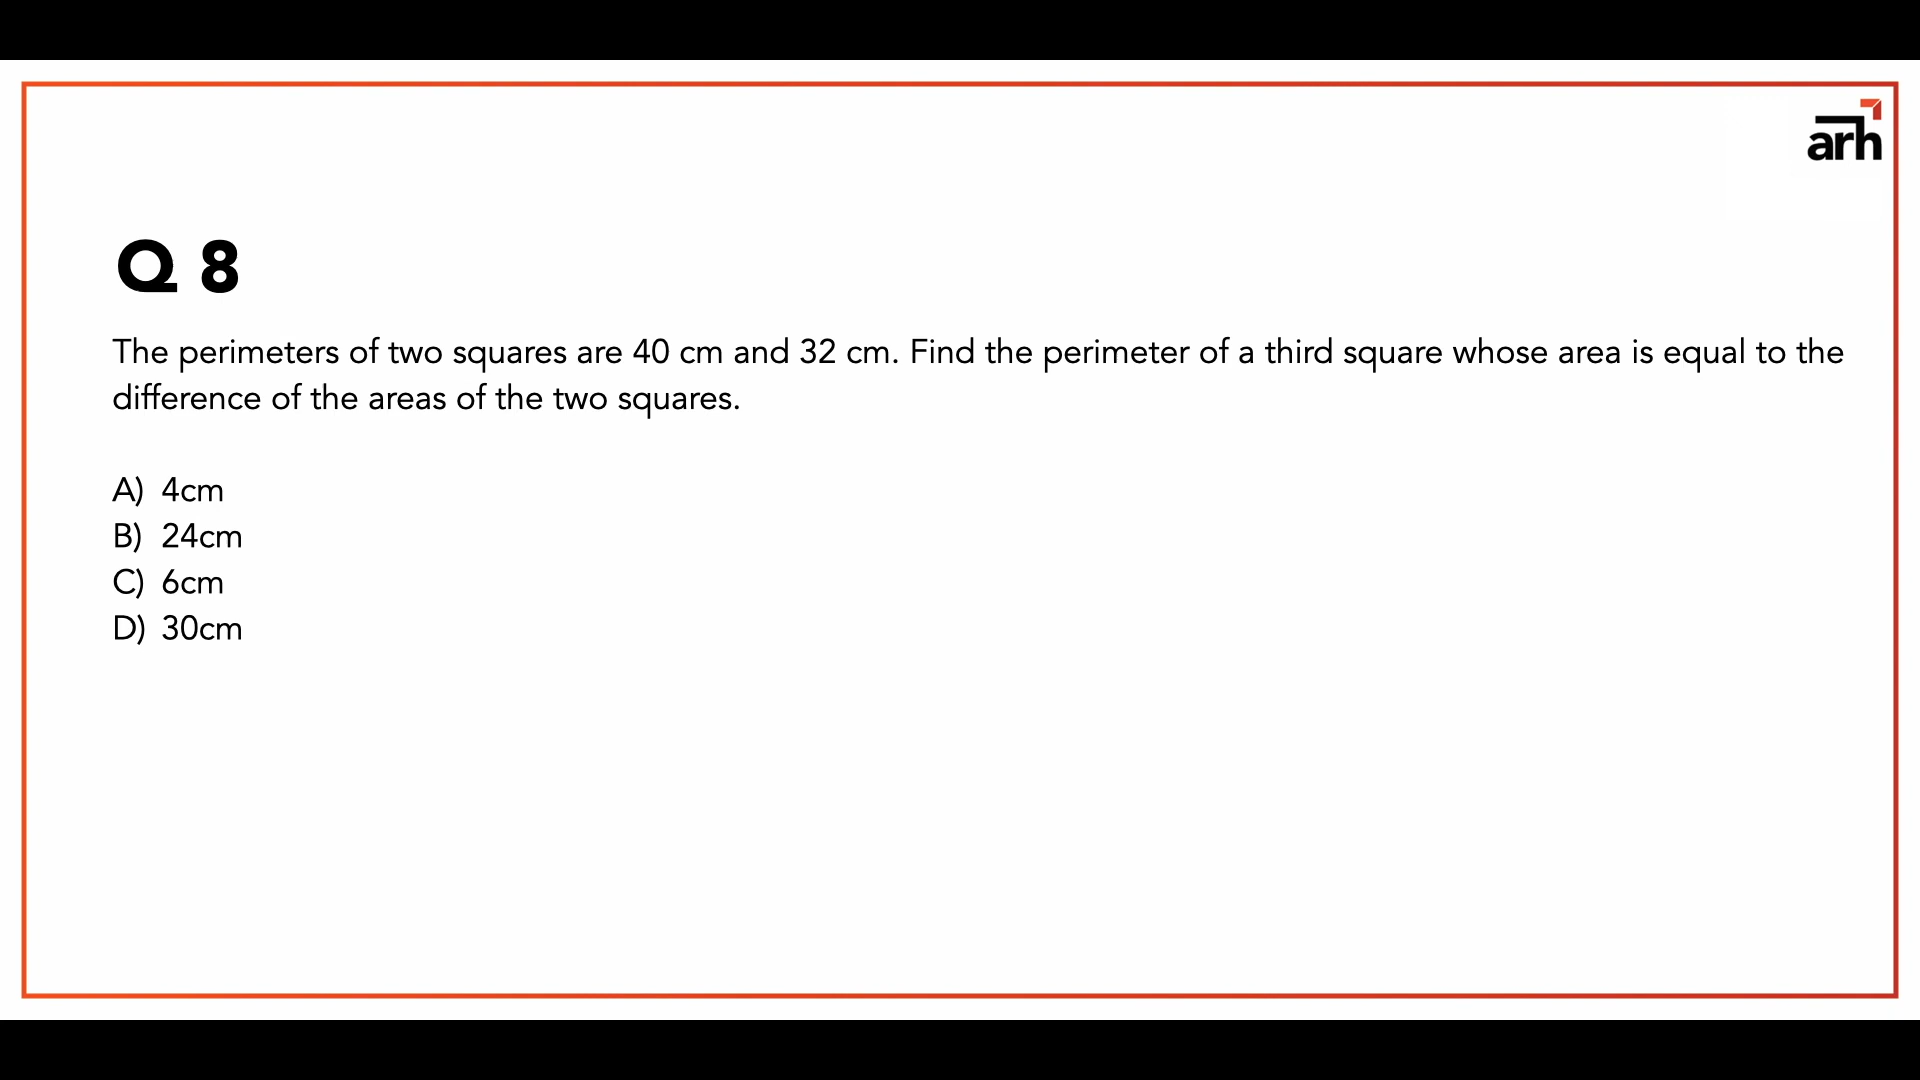 arh
Q 8
The perimeters of two squares are 40 cm and 32 cm. Find the perimeter of a third square whose area is equal to the
difference of the areas of the two squares.
A) 4cm
B) 24cm
C) 6cm
D) 30cm